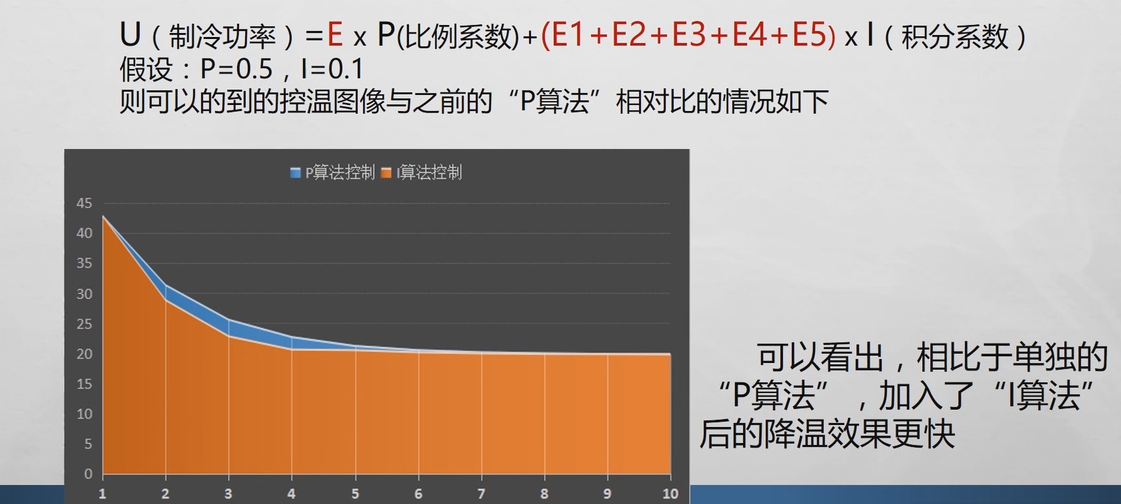 U（制冷功率）=E x P(比例系数)+(E1+E2+E3+E4+E5) x I（积分系数）
假设：P=0.5，I=0.1
则可以的到的控温图像与之前的“P算法”相对比的情况如下
P算法控制 I算法控制
45
40
35
30
25
20
15
10
5
0
1 2 3 4 5 6 7 8 9 10
可以看出，相比于单独的
“P算法”，加入了“I算法”
后的降温效果更快